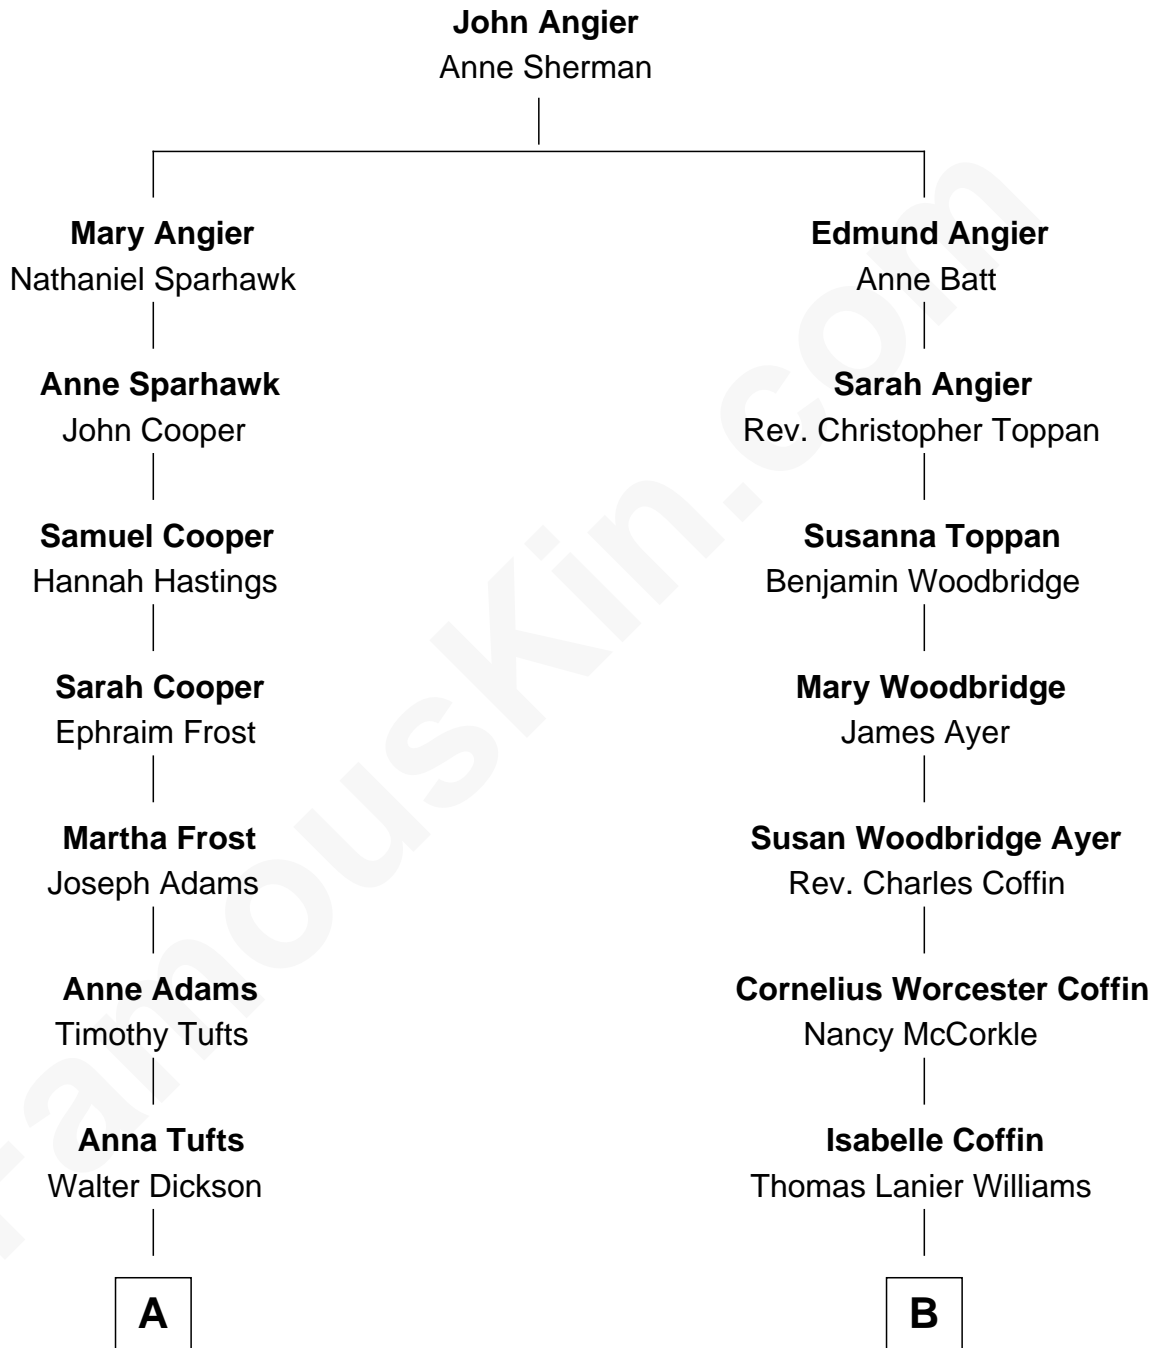 John Angier
Anne Sherman
Mary Angier
Nathaniel Sparhawk
Edmund Angier
Anne Batt
Anne Sparhawk
John Cooper
Sarah Angier
Rev. Christopher Toppan
Samuel Cooper
Hannah Hastings
Susanna Toppan
Benjamin Woodbridge
Sarah Cooper
Ephraim Frost
Mary Woodbridge
James Ayer
Martha Frost
Joseph Adams
Susan Woodbridge Ayer
Rev. Charles Coffin
Anne Adams
Timothy Tufts
Cornelius Worcester Coffin
Nancy McCorkle
Anna Tufts
Walter Dickson
Isabelle Coffin
Thomas Lanier Williams
A
B
FamousKin.com